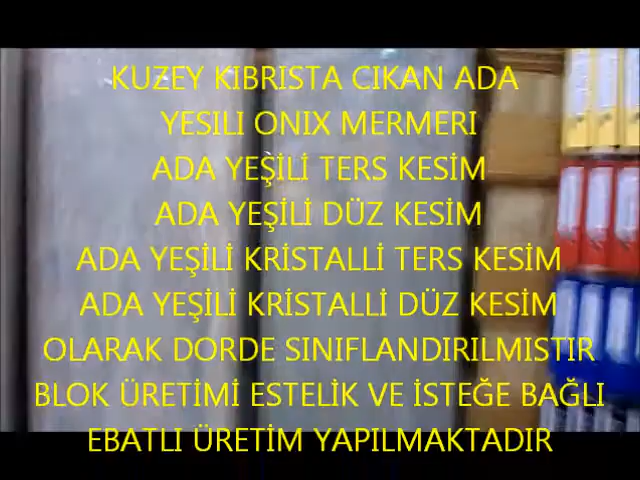 KUZEY KIBRISTA CIKAN ADA
YESILI ONIX MERMERI
ADA YEŞİLİ TERS KESİM
ADA YEŞİLİ DÜZ KESİM
ADA YEŞİLİ KRİSTALLİ TERS KESİM
ADA YEŞİLİ KRİSTALLİ DÜZ KESİM
OLARAK DORDE SINIFLANDIRILMISTIR
BLOK ÜRETİMİ ESTELİK VE İSTEĞE BAĞLI
EBATLI ÜRETİM YAPILMAKTADIR